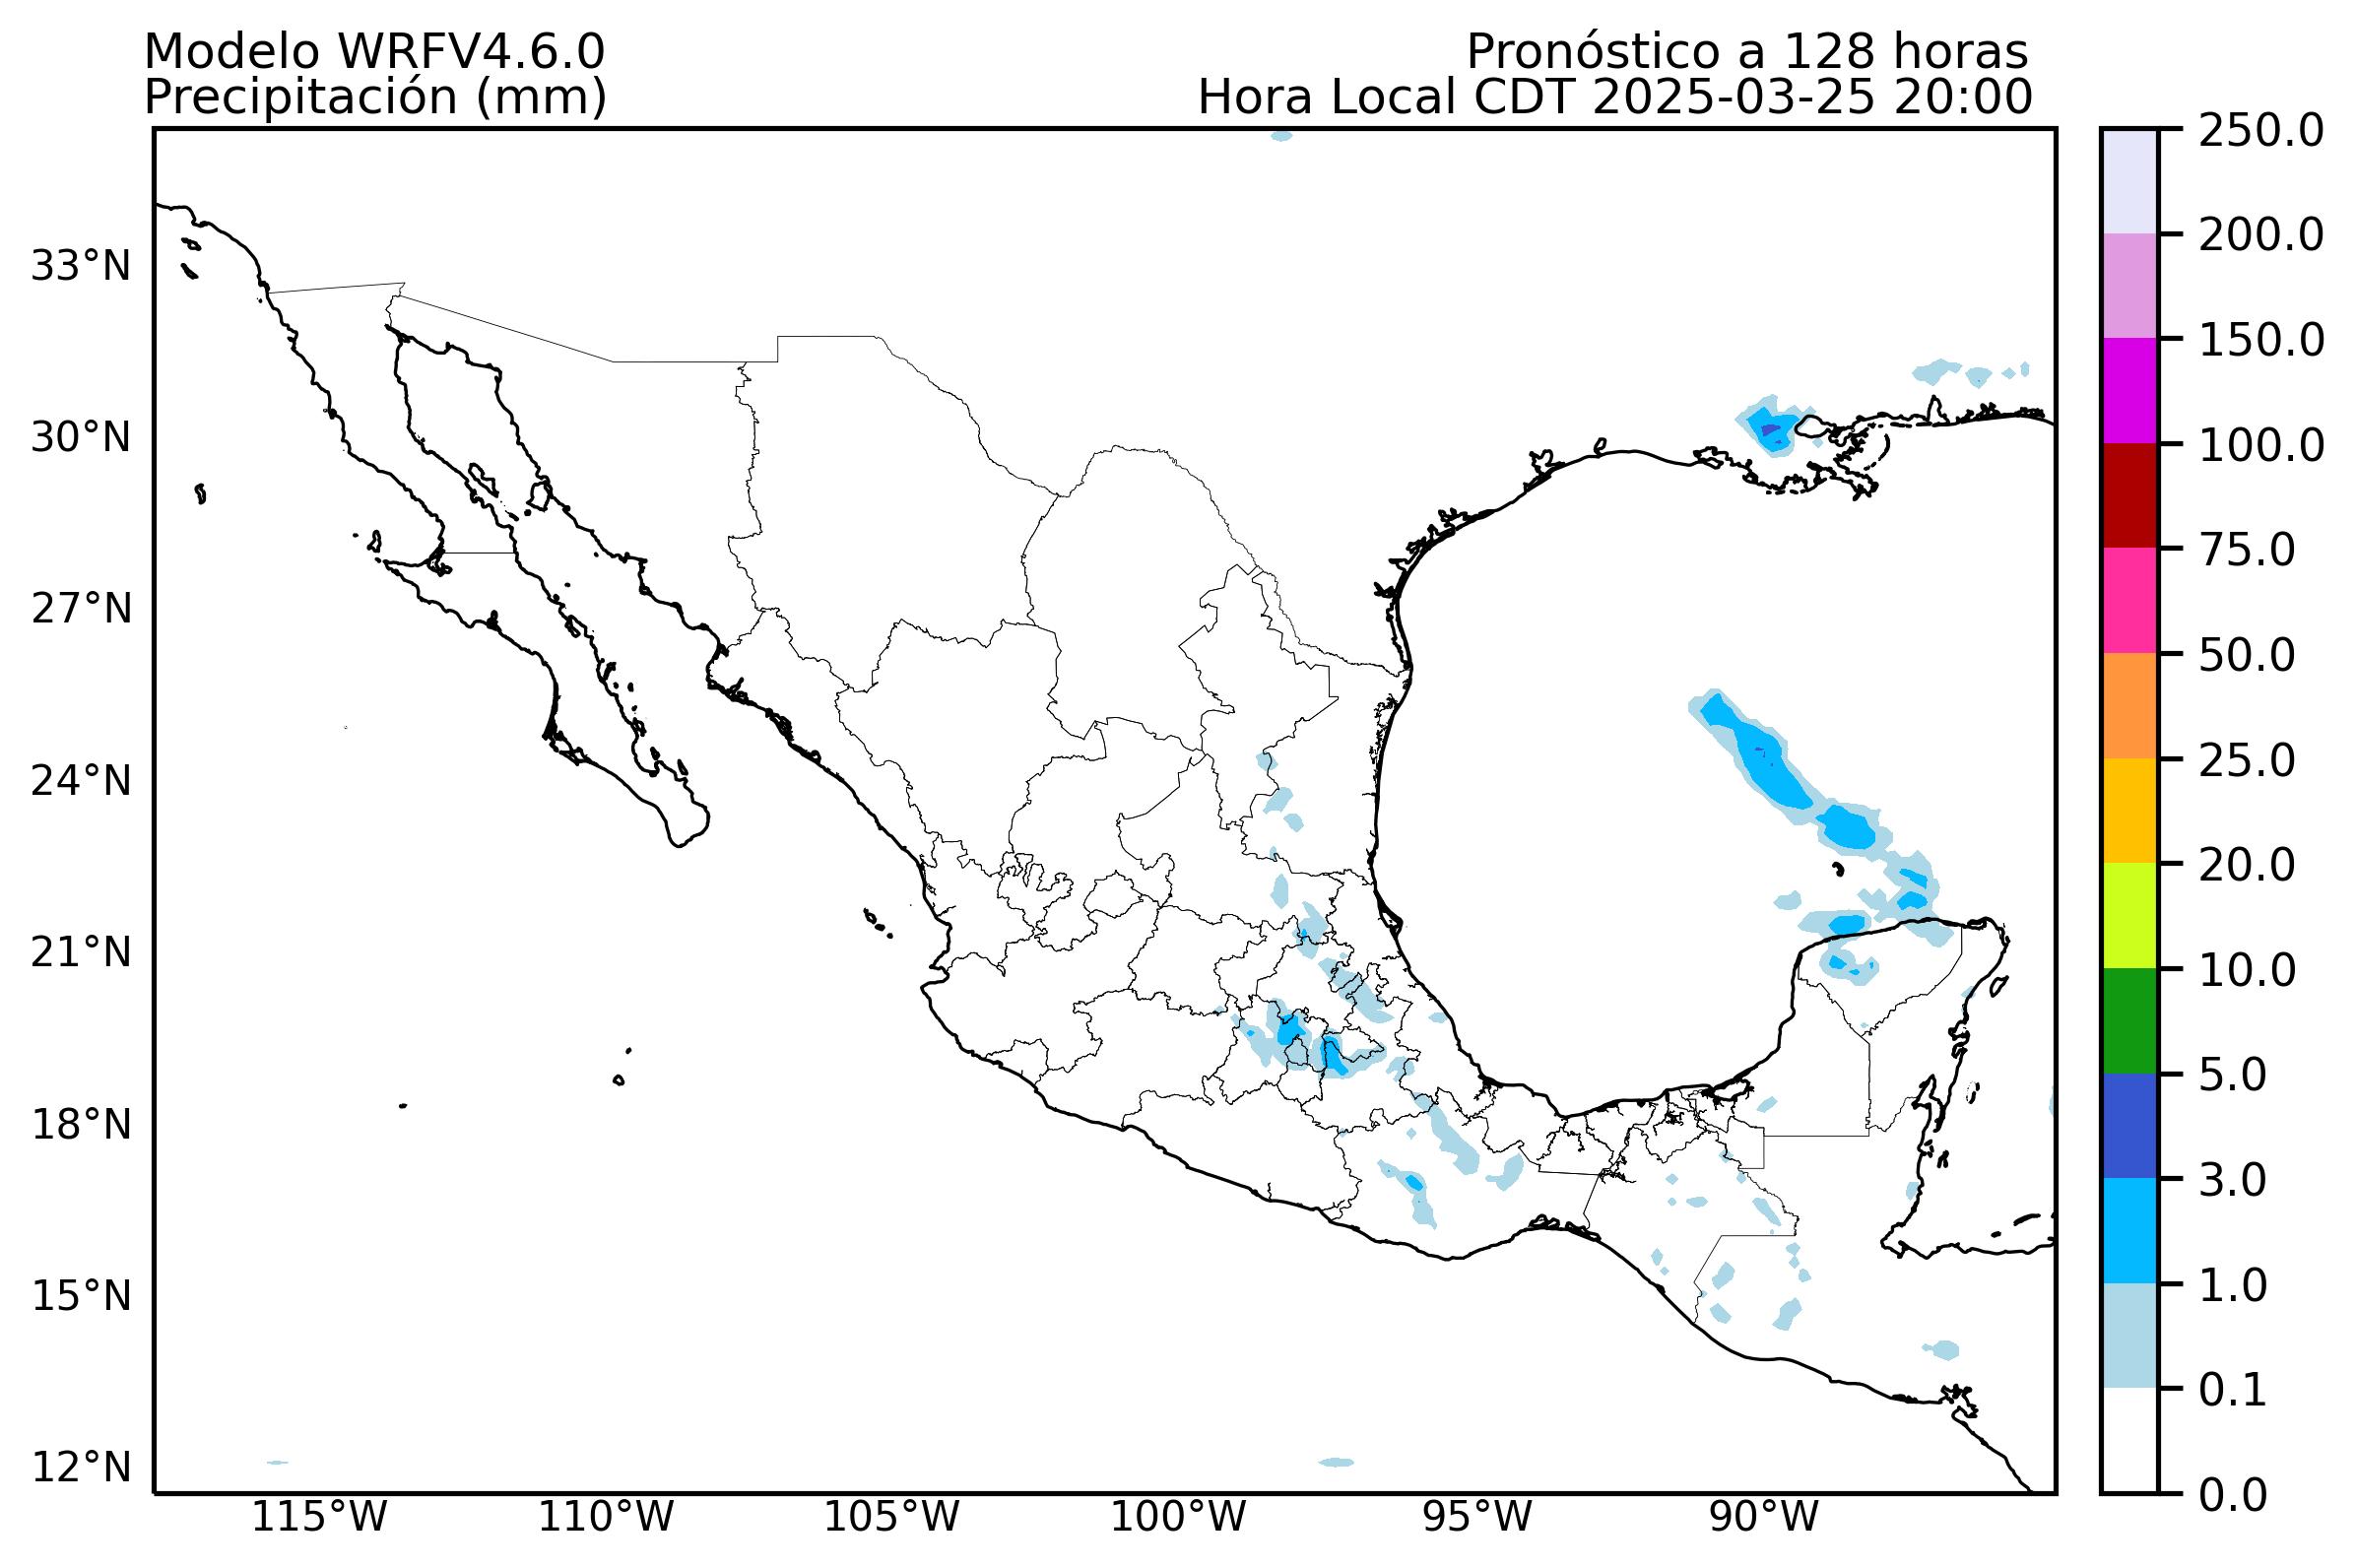 Modelo WRFV4.6.0
Precipitación (mm)
Pronóstico a 128 horas
Hora Local CDT 2025-03-25 20:00
33°N
30°N
27°N
24°N
21°N
18°N
15°N
12°N
115°W
110°W
105°W
100°W
95°W
90°W
250.0
200.0
150.0
100.0
75.0
50.0
25.0
20.0
10.0
5.0
3.0
1.0
0.1
0.0